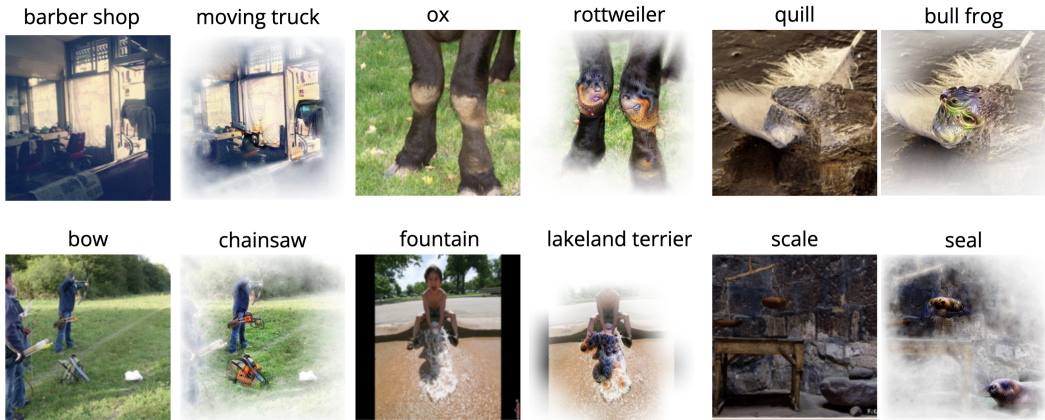 barber shop
moving truck
ox
rottweiler
quill
bull frog
bow
chainsaw
fountain
lakeland terrier
scale
seal